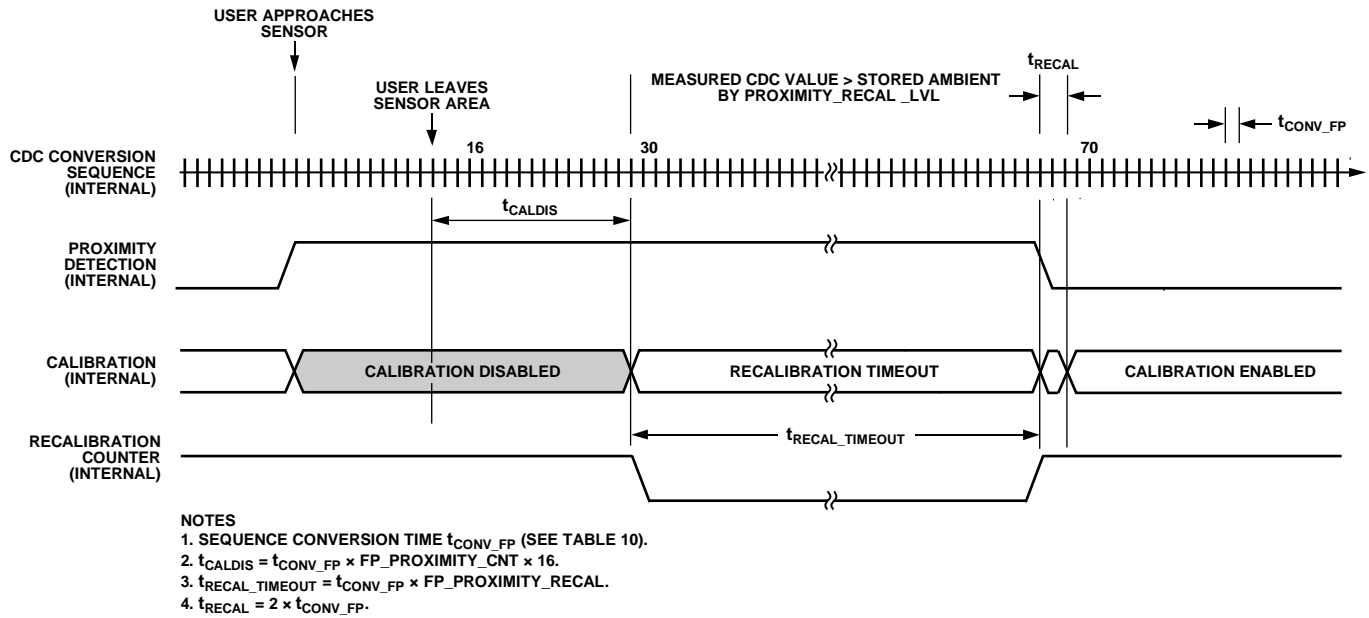 USER APPROACHES
SENSOR
USER LEAVES
SENSOR AREA
MEASURED CDC VALUE > STORED AMBIENT
BY PROXIMITY_RECAL _LVL
tRECAL
tCONV_FP
CDC CONVERSION
SEQUENCE
(INTERNAL)
16
30
70
tCALDIS
PROXIMITY
DETECTION
(INTERNAL)
CALIBRATION
(INTERNAL)
CALIBRATION DISABLED
RECALIBRATION TIMEOUT
CALIBRATION ENABLED
RECALIBRATION
COUNTER
(INTERNAL)
tRECAL_TIMEOUT
NOTES
1. SEQUENCE CONVERSION TIME tCONV_FP (SEE TABLE 10).
2. tCALDIS = tCONV_FP × FP_PROXIMITY_CNT × 16.
3. tRECAL_TIMEOUT = tCONV_FP × FP_PROXIMITY_RECAL.
4. tRECAL = 2 × tCONV_FP.